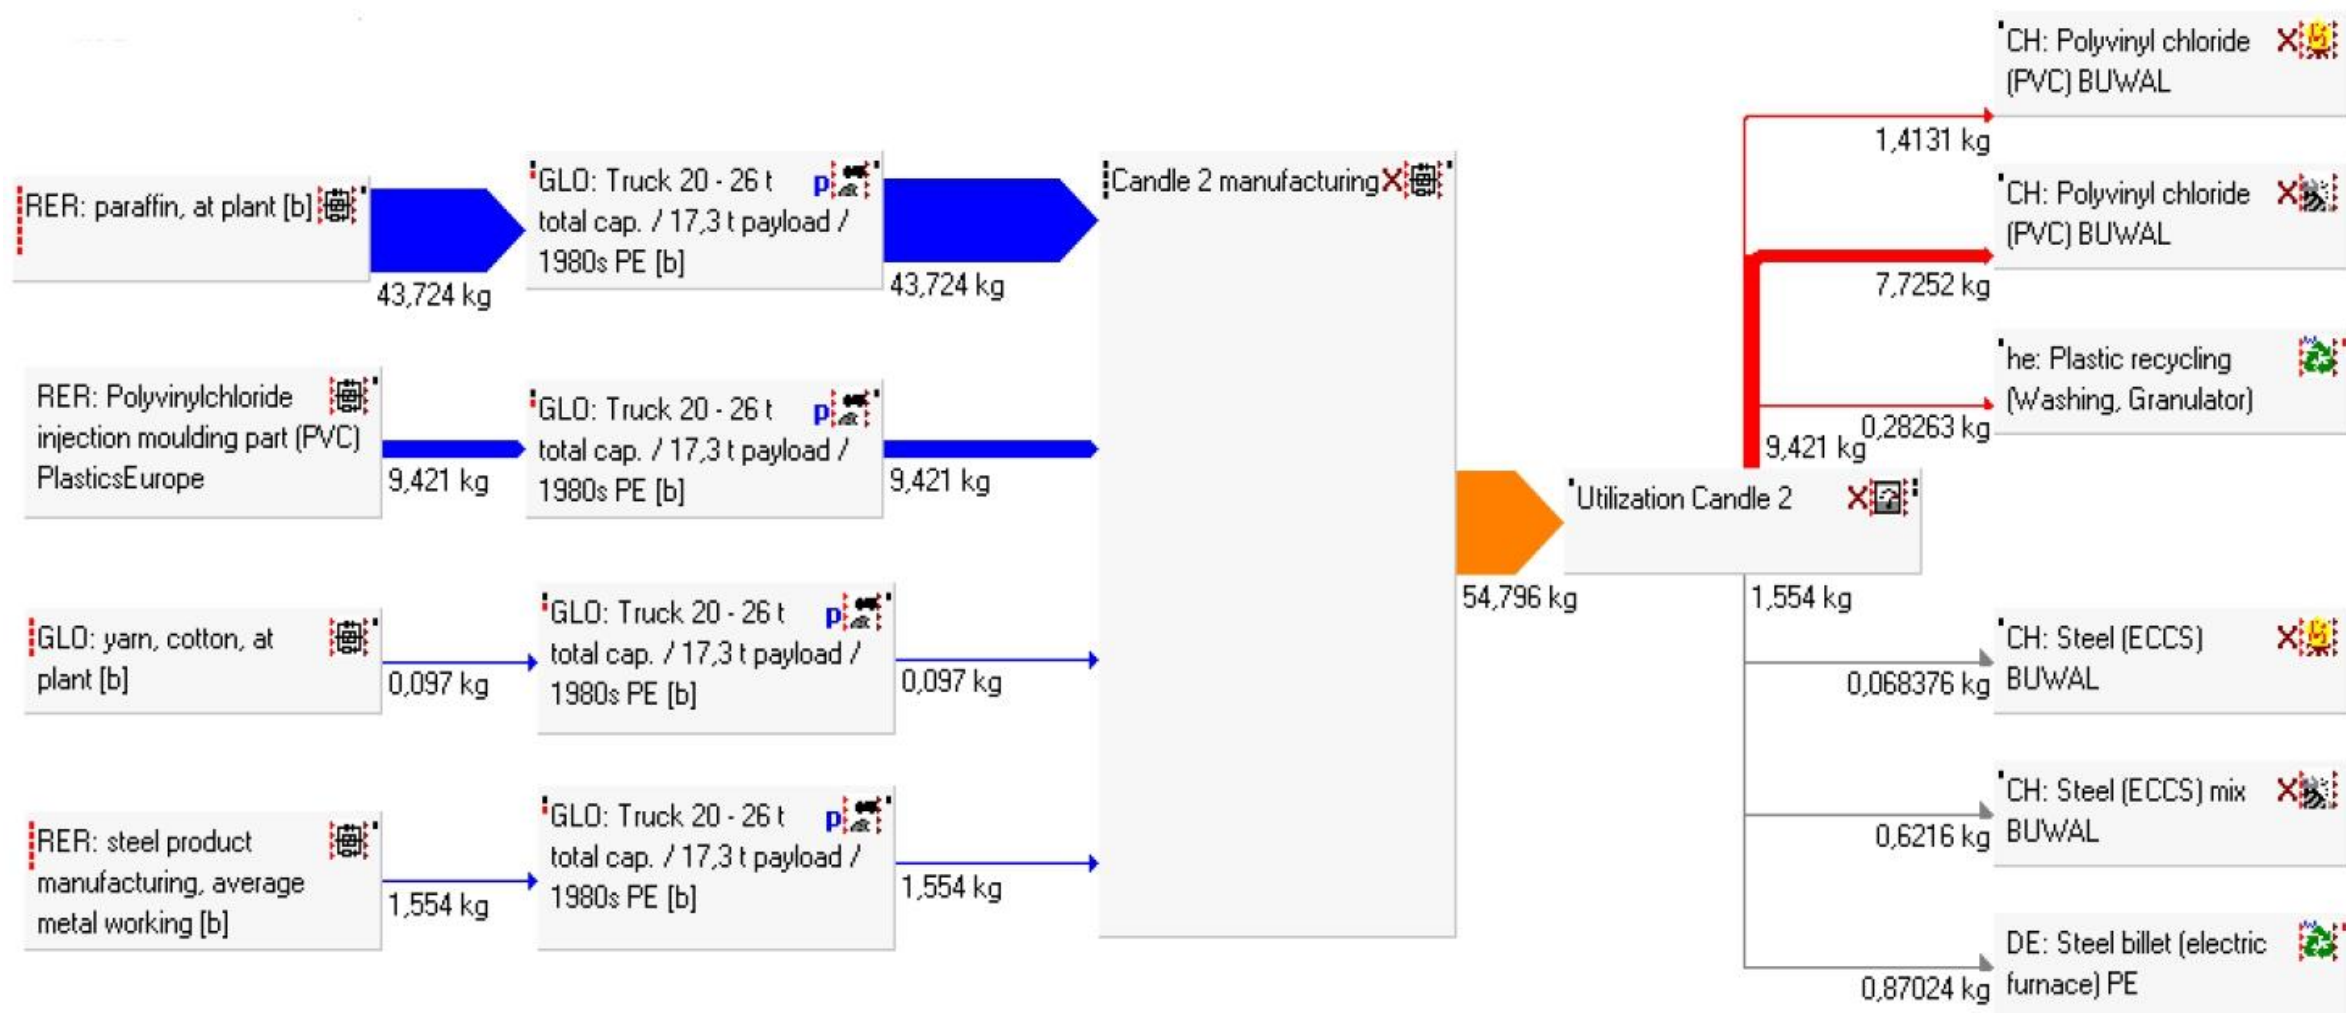 RER: paraffin, at plant [b]
43,724 kg
GLO: Truck 20 - 26 t
total cap. / 17,3 t payload /
1980s PE [b]
p
43,724 kg
RER: Polyvinylchloride
injection moulding part (PVC)
PlasticsEurope
9,421 kg
GLO: Truck 20 - 26 t
total cap. / 17,3 t payload /
1980s PE [b]
p
9,421 kg
GLO: yarn, cotton, at
plant [b]
0,097 kg
GLO: Truck 20 - 26 t
total cap. / 17,3 t payload /
1980s PE [b]
p
0,097 kg
RER: steel product
manufacturing, average
metal working [b]
1,554 kg
GLO: Truck 20 - 26 t
total cap. / 17,3 t payload /
1980s PE [b]
p
1,554 kg
Candle 2 manufacturing X
54,796 kg
Utilization Candle 2 X
9,421 kg
1,554 kg
CH: Polyvinyl chloride X
(PVC) BUWAL
1,4131 kg
CH: Polyvinyl chloride X
(PVC) BUWAL
7,7252 kg
he: Plastic recycling
(Washing, Granulator)
0,28263 kg
CH: Steel (ECCS) X
BUWAL
0,068376 kg
CH: Steel (ECCS) mix X
BUWAL
0,6216 kg
DE: Steel billet (electric
furnace) PE
0,87024 kg